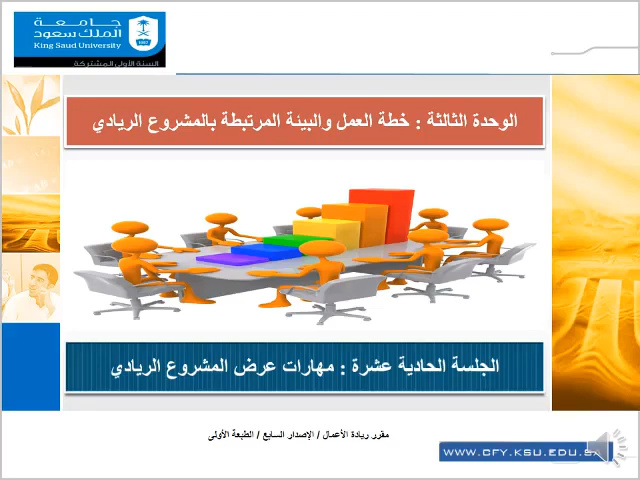 جامعة
الملك سعود
King Saud University
السنة الأولى المشتركة
الوحدة الثالثة : خطة العمل والبيئة المرتبطة بالمشروع الريادي
الجلسة الحادية عشرة : مهارات عرض المشروع الريادي
مقرر ريادة الأعمال / الإصدار السابع / الطبعة الأولى
WWW.CFY.KSU.EDU.SA